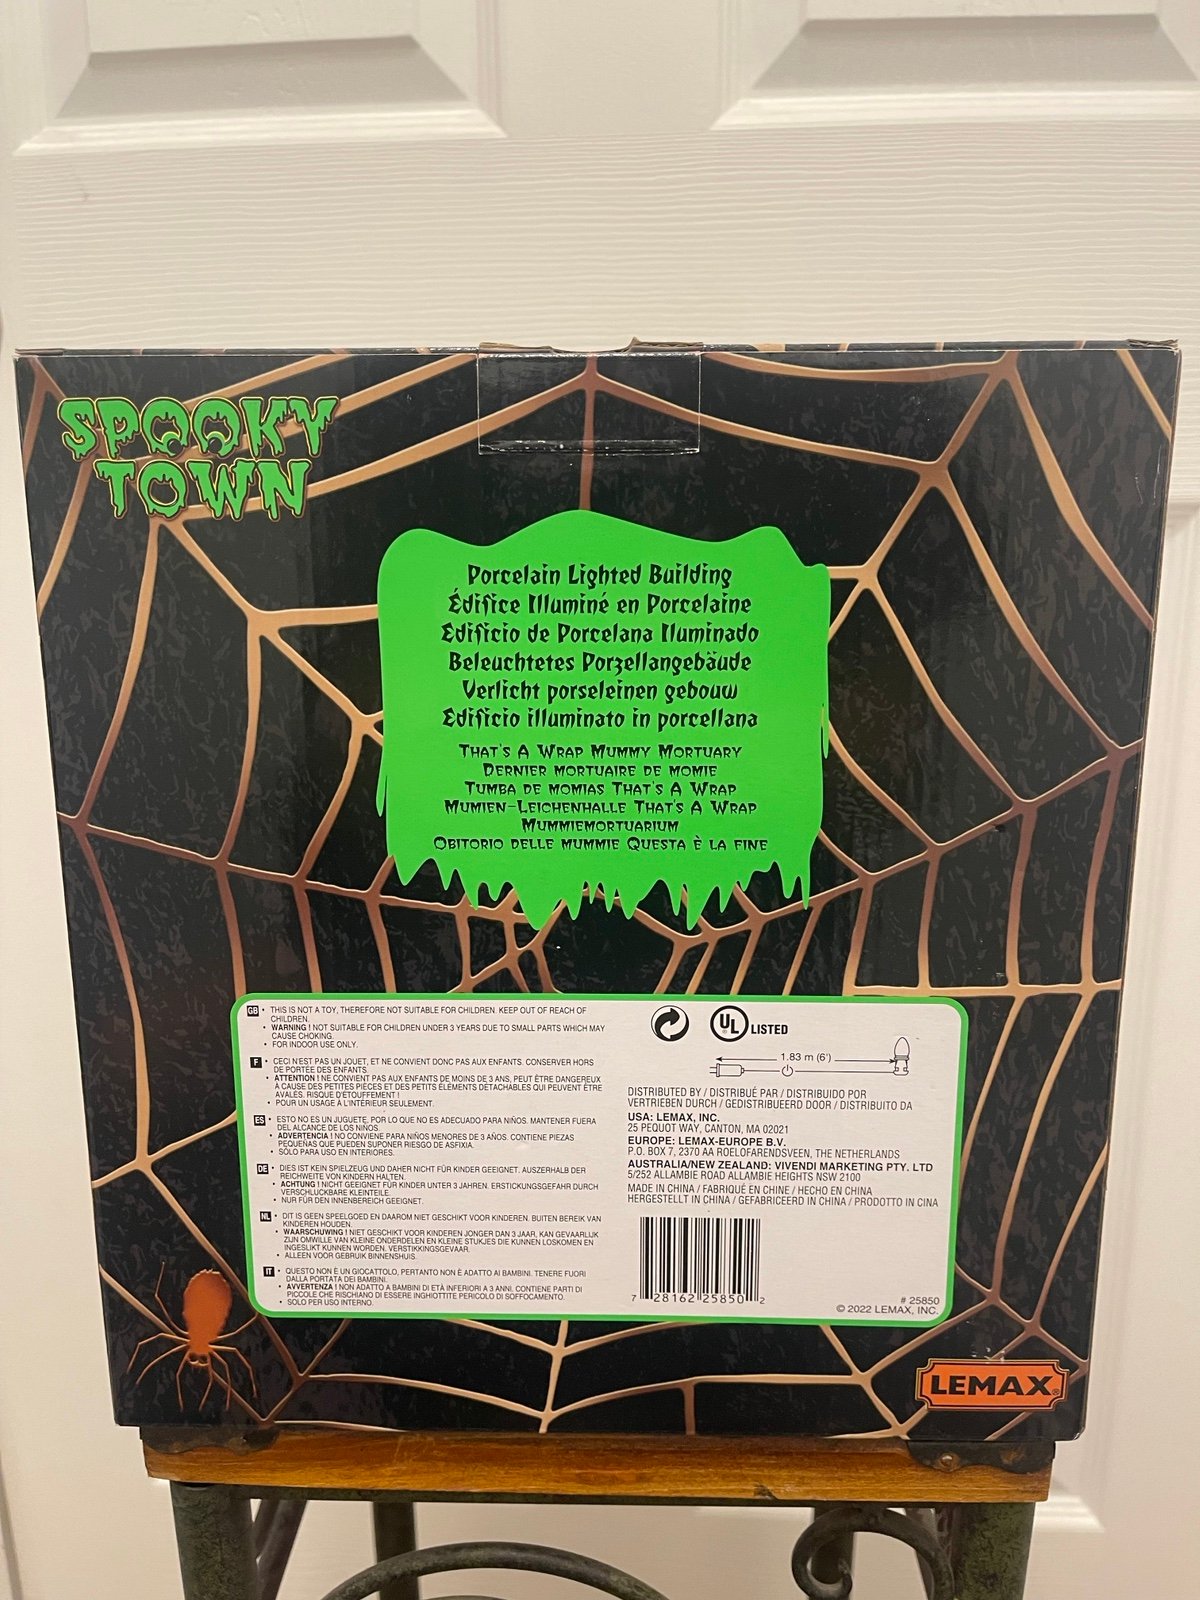 SPOOKY
TOWN
Porcelain Lighted Building
Édifice Illuminé en Porcelaine
Edificio de Porcelana Iluminado
Beleuchtetes Porzellangebäude
Verlicht porseleinen gebouw
Edificio illuminato in porcellana
THAT'S A WRAP MUMMY MORTUARY
DERNIER MORTUAIRE DE MOMIE
TUMBA DE MOMIAS THAT'S A WRAP
MUMIEN-LEICHENHALLE THAT'S A WRAP
MUMMIEMORTUARIUM
OBITORIO DELLE MUMMIE QUESTA È LA FINE
GB • THIS IS NOT A TOY, THEREFORE NOT SUITABLE FOR CHILDREN. KEEP OUT OF REACH OF
CHILDREN.
• WARNING ! NOT SUITABLE FOR CHILDREN UNDER 3 YEARS DUE TO SMALL PARTS WHICH MAY
CAUSE CHOKING.
• FOR INDOOR USE ONLY.
F • CECI N'EST PAS UN JOUET, ET NE CONVIENT DONC PAS AUX ENFANTS. CONSERVER HORS
DE PORTÉE DES ENFANTS.
• ATTENTION ! NE CONVIENT PAS AUX ENFANTS DE MOINS DE 3 ANS, PEUT ÊTRE DANGEREUX
À CAUSE DES PETITES PIÈCES ET DES PETITS ÉLÉMENTS DÉTACHABLES QUI PEUVENT ÊTRE
AVALÉS. RISQUE D'ÉTOUFFEMENT !
• POUR UN USAGE À L'INTÉRIEUR SEULEMENT.
ES • ESTO NO ES UN JUGUETE, POR LO QUE NO ES ADECUADO PARA NIÑOS. MANTENER FUERA
DEL ALCANCE DE LOS NIÑOS.
• ADVERTENCIA ! NO CONVIENE PARA NIÑOS MENORES DE 3 AÑOS. CONTIENE PIEZAS
PEQUEÑAS QUE PUEDEN SUPONER RIESGO DE ASFIXIA.
• SÓLO PARA USO EN INTERIORES.
DE • DIES IST KEIN SPIELZEUG UND DAHER NICHT FÜR KINDER GEEIGNET. AUSZERHALB DER
REICHWEITE VON KINDERN HALTEN.
• ACHTUNG ! NICHT GEEIGNET FÜR KINDER UNTER 3 JAHREN. ERSTICKUNGSGEFAHR DURCH
VERSCHLUCKBARE KLEINTEILE.
• NUR FÜR DEN INNENBEREICH GEEIGNET.
NL • DIT IS GEEN SPEELGOED EN DAAROM NIET GESCHIKT VOOR KINDEREN. BUITEN BEREIK VAN
KINDEREN HOUDEN.
• WAARSCHUWING ! NIET GESCHIKT VOOR KINDEREN JONGER DAN 3 JAAR, KAN GEVAARLIJK
ZIJN OMWILLE VAN KLEINE ONDERDELEN EN KLEINE STUKJES DIE KUNNEN LOSKOMEN EN
INGESLIKT KUNNEN WORDEN. VERSTIKKINGSGEVAAR.
• ALLEEN VOOR GEBRUIK BINNENSHUIS.
IT • QUESTO NON È UN GIOCATTOLO, PERTANTO NON È ADATTO AI BAMBINI. TENERE FUORI
DALLA PORTATA DEI BAMBINI.
• AVVERTENZA ! NON ADATTO A BAMBINI DI ETÀ INFERIORI A 3 ANNI. CONTIENE PARTI DI
PICCOLE CHE RISCHIANO DI ESSERE INGHIOTTITE PERICOLO DI SOFFOCAMENTO.
• SOLO PER USO INTERNO.
UL ® LISTED
1.83 m (6')
DISTRIBUTED BY / DISTRIBUÉ PAR / DISTRIBUIDO POR
VERTRIEBEN DURCH / GEDISTRIBUEERD DOOR / DISTRIBUITO DA
USA: LEMAX, INC.
25 PEQUOT WAY, CANTON, MA 02021
EUROPE: LEMAX-EUROPE B.V.
P.O. BOX 7, 2370 AA ROELOFARENDSVEEN, THE NETHERLANDS
AUSTRALIA/NEW ZEALAND: VIVENDI MARKETING PTY. LTD
5/252 ALLAMBIE ROAD ALLAMBIE HEIGHTS NSW 2100
MADE IN CHINA / FABRIQUÉ EN CHINE / HECHO EN CHINA
HERGESTELLT IN CHINA / GEFABRICEERD IN CHINA / PRODOTTO IN CINA
7 28162 25850 2
# 25850
© 2022 LEMAX, INC.
LEMAX®